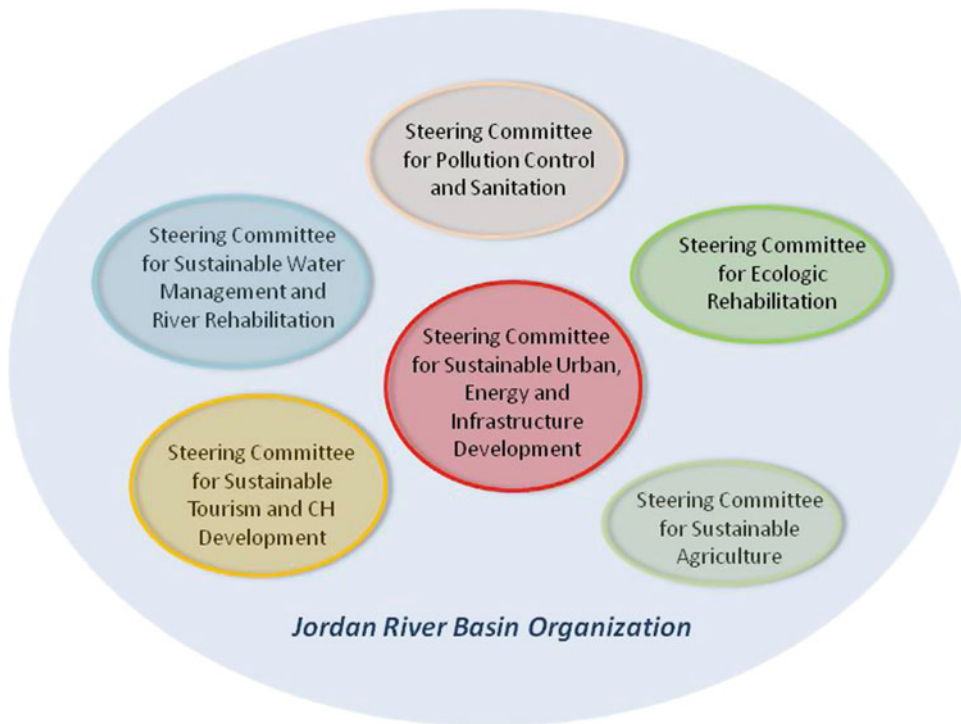 Steering Committee
for Pollution Control
and Sanitation
Steering Committee
for Sustainable Water
Management and
River Rehabilitation
Steering Committee
for Ecologic
Rehabilitation
Steering Committee
for Sustainable Urban,
Energy and
Infrastructure
Development
Steering Committee
for Sustainable
Tourism and CH
Development
Steering Committee
for Sustainable
Agriculture
Jordan River Basin Organization